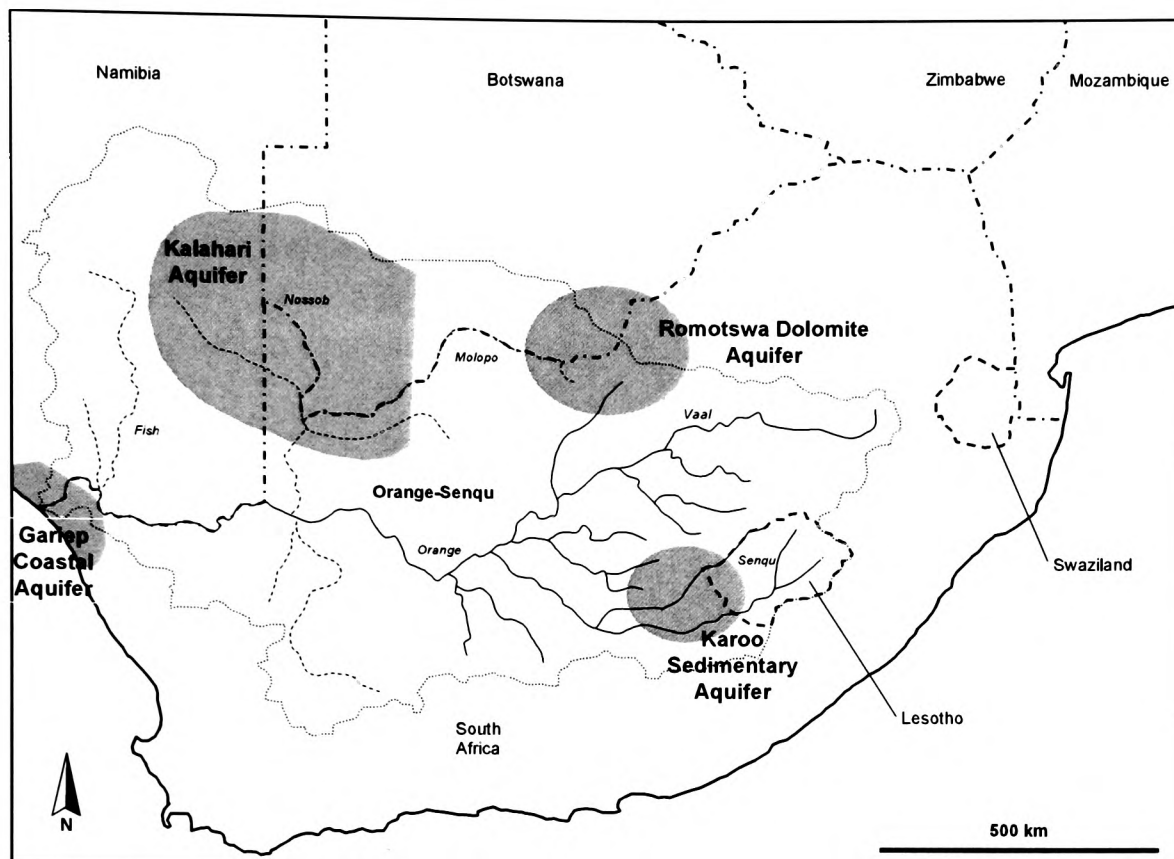 Namibia
Botswana
Zimbabwe
Mozambique
Kalahari
Aquifer
Nossob
Molopo
Romotswa Dolomite
Aquifer
Fish
Vaal
Orange-Senqu
Gariep
Coastal
Aquifer
Orange
Senqu
Swaziland
Karoo
Sedimentary
Aquifer
Lesotho
South
Africa
N
500 km